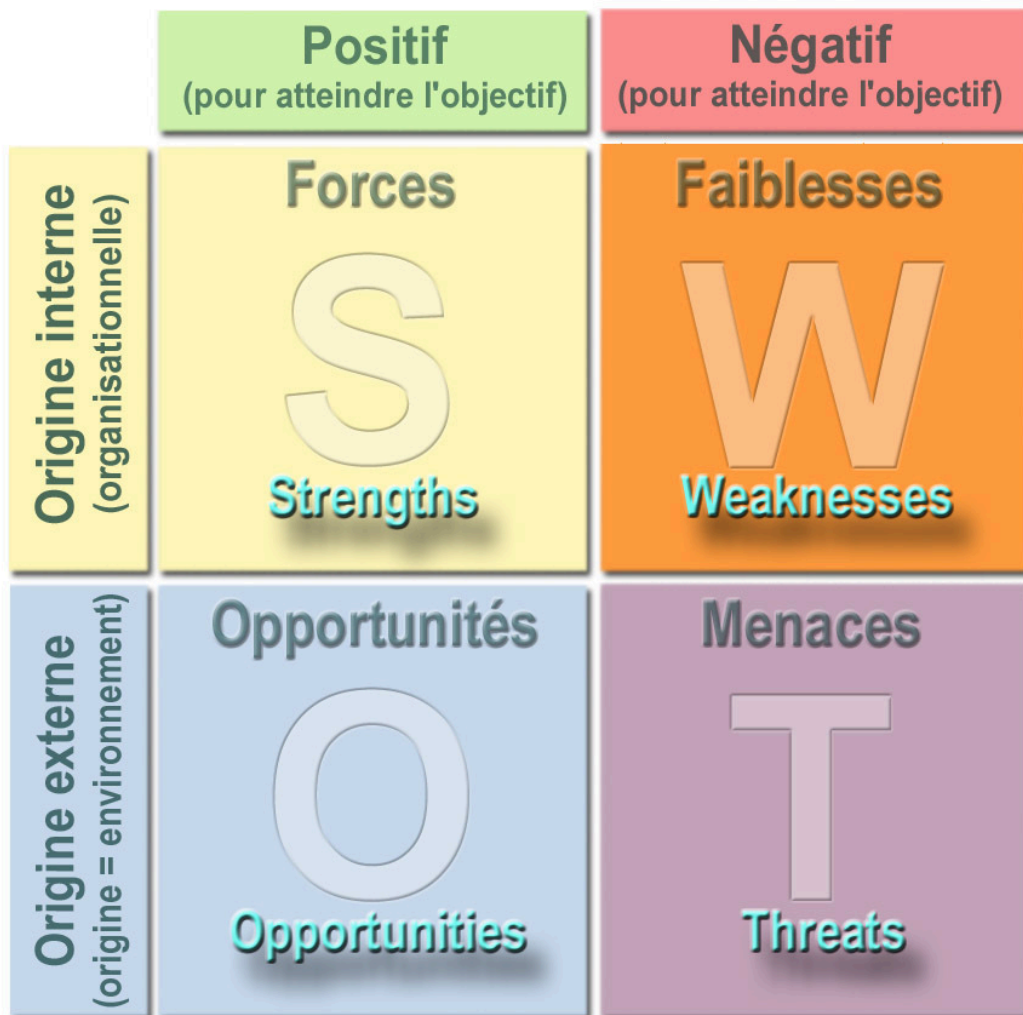 Positif
(pour atteindre l'objectif)
Négatif
(pour atteindre l'objectif)
Origine interne
(organisationnelle)
Forces
S
Strengths
Faiblesses
W
Weaknesses
Origine externe
(origine = environnement)
Opportunités
O
Opportunities
Menaces
T
Threats